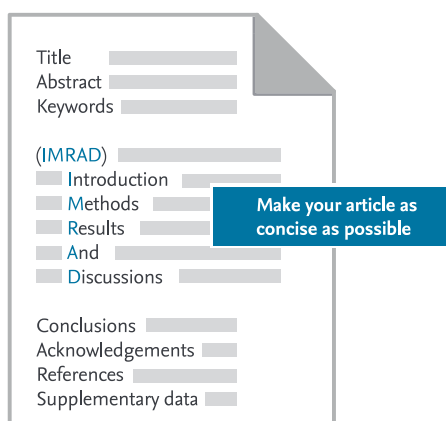 Title
Abstract
Keywords
(IMRAD)
Introduction
Methods
Results
And
Discussions
Make your article as
concise as possible
Conclusions
Acknowledgements
References
Supplementary data